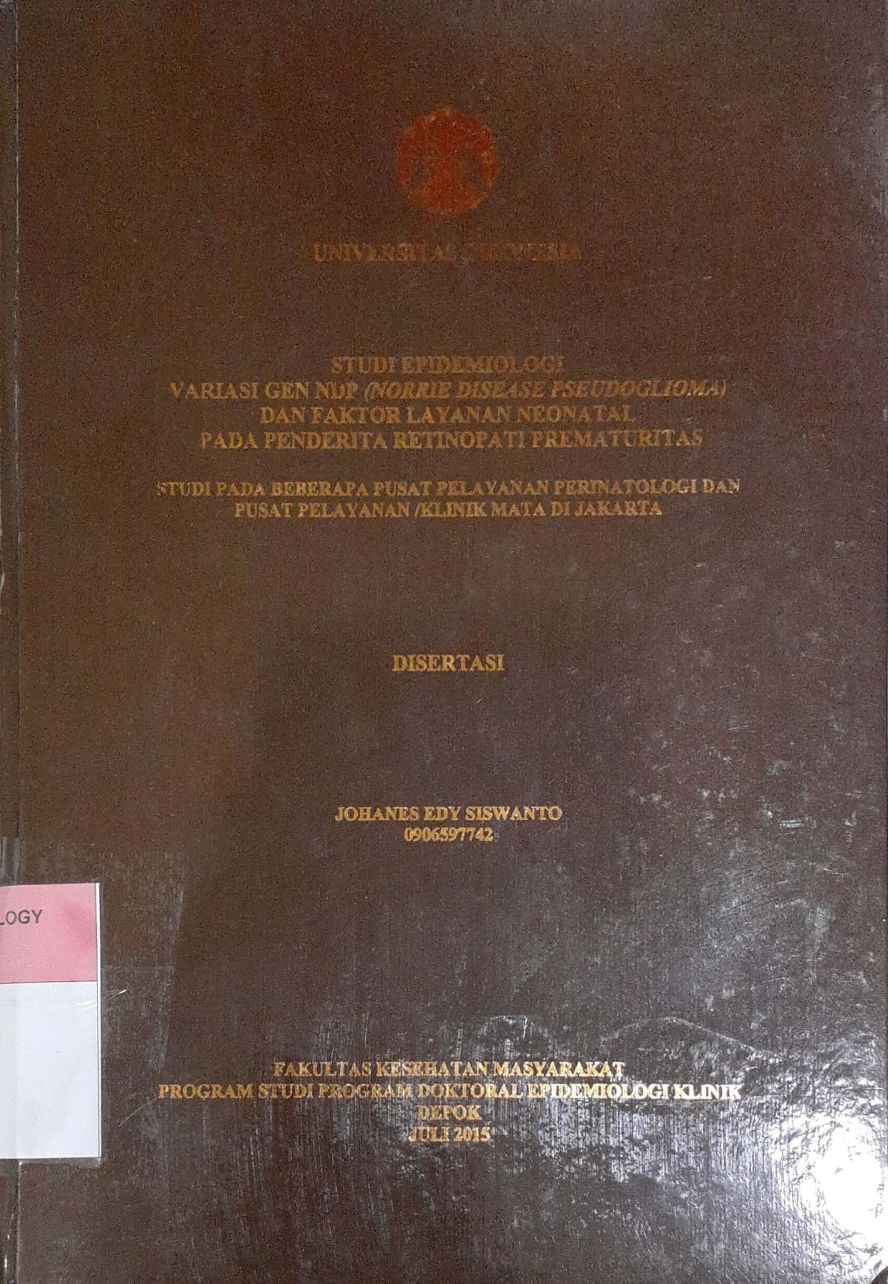 UNIVERSITAS INDONESIA
STUDI EPIDEMIOLOGI
VARIASI GEN NDP (NORRIE DISEASE PSEUDOGLIOMA)
DAN FAKTOR LAYANAN NEONATAL
PADA PENDERITA RETINOPATI PREMATURITAS
STUDI PADA BEBERAPA PUSAT PELAYANAN PERINATOLOGI DAN
PUSAT PELAYANAN /KLINIK MATA DI JAKARTA
DISERTASI
JOHANES EDY SISWANTO
0906597742
LOGY
FAKULTAS KESEHATAN MASYARAKAT
PROGRAM STUDI PROGRAM DOKTORAL EPIDEMIOLOGI KLINIK
DEPOK
JULI 2015